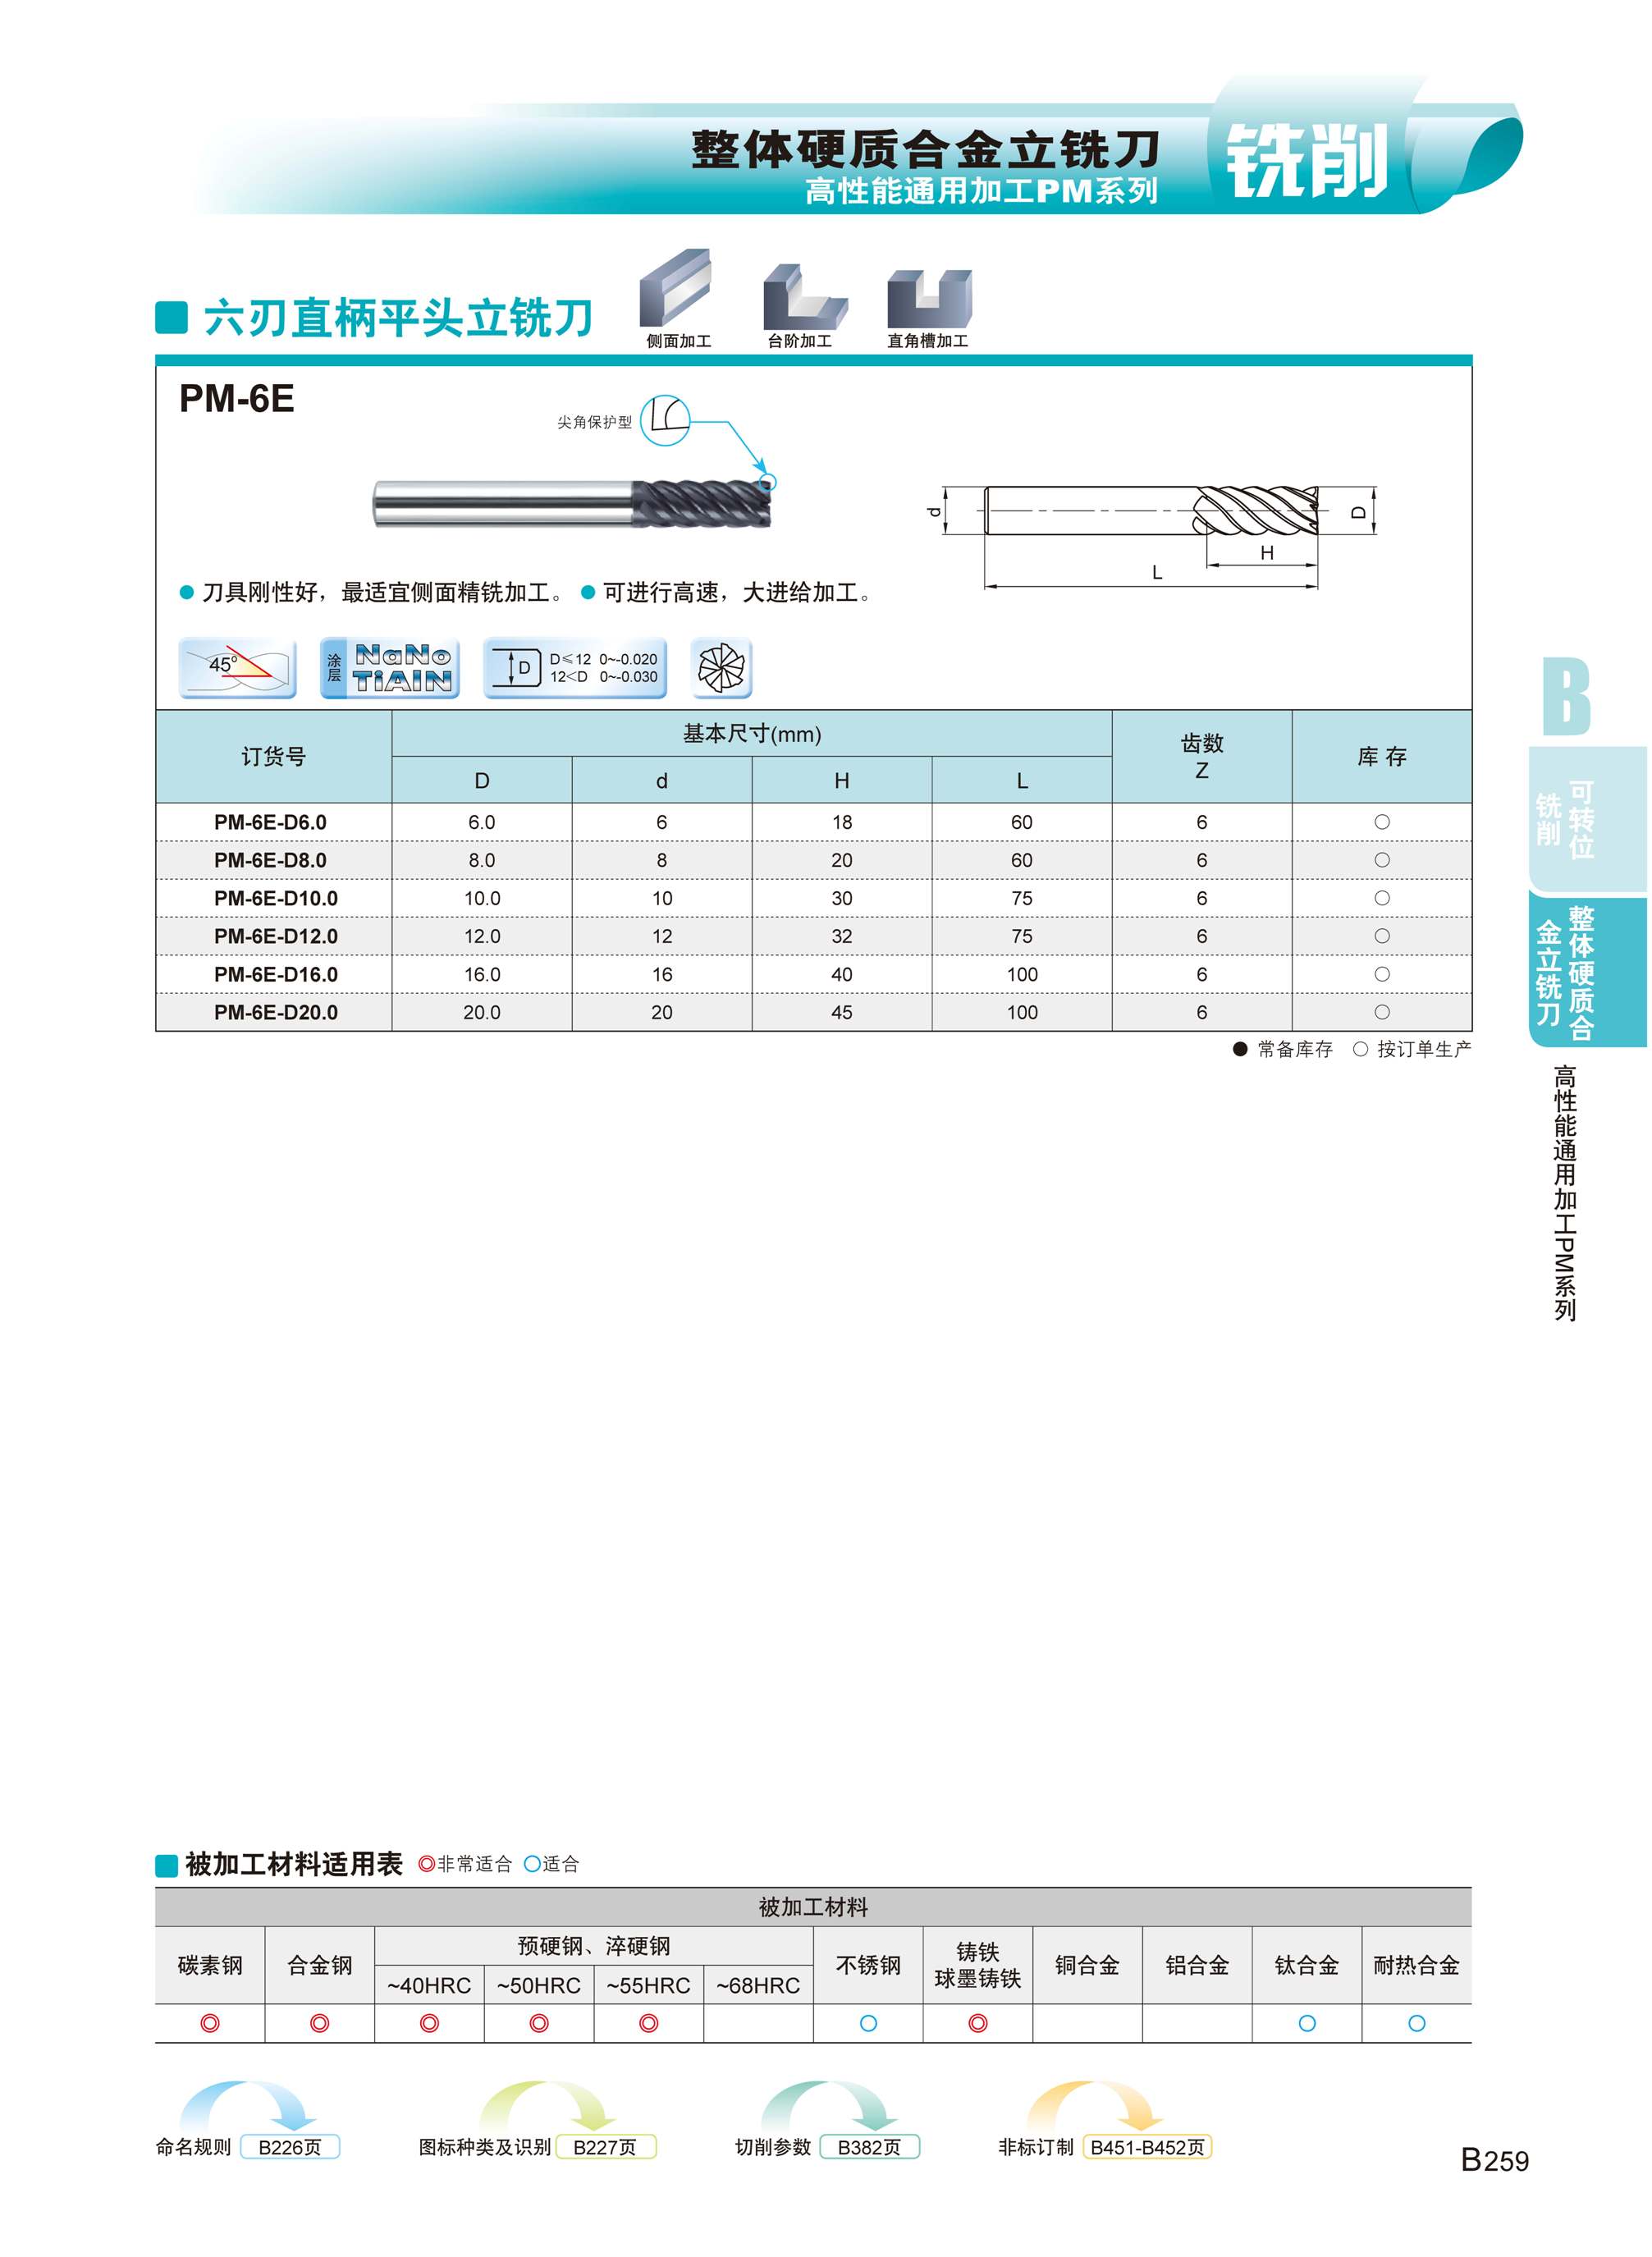 整体硬质合金立铣刀
高性能通用加工PM系列
铣削
六刃直柄平头立铣刀
侧面加工 台阶加工 直角槽加工
PM-6E
尖角保护型
d D H L
● 刀具刚性好，最适宜侧面精铣加工。 ● 可进行高速，大进给加工。
45°
涂层 NaNo TiAlN
D D≤12 0~-0.020
12<D 0~-0.030
订货号 基本尺寸(mm) 齿数 Z 库 存
D d H L
PM-6E-D6.0 6.0 6 18 60 6 ○
PM-6E-D8.0 8.0 8 20 60 6 ○
PM-6E-D10.0 10.0 10 30 75 6 ○
PM-6E-D12.0 12.0 12 32 75 6 ○
PM-6E-D16.0 16.0 16 40 100 6 ○
PM-6E-D20.0 20.0 20 45 100 6 ○
● 常备库存 ○ 按订单生产
B
可转位铣削
整体硬质合金立铣刀
高性能通用加工PM系列
被加工材料适用表 ◎非常适合 ○适合
被加工材料
碳素钢 合金钢 预硬钢、淬硬钢 不锈钢 铸铁 球墨铸铁 铜合金 铝合金 钛合金 耐热合金
~40HRC ~50HRC ~55HRC ~68HRC
◎ ◎ ◎ ◎ ◎ ○ ◎ ○ ○
命名规则 B226页 图标种类及识别 B227页 切削参数 B382页 非标订制 B451-B452页
B259